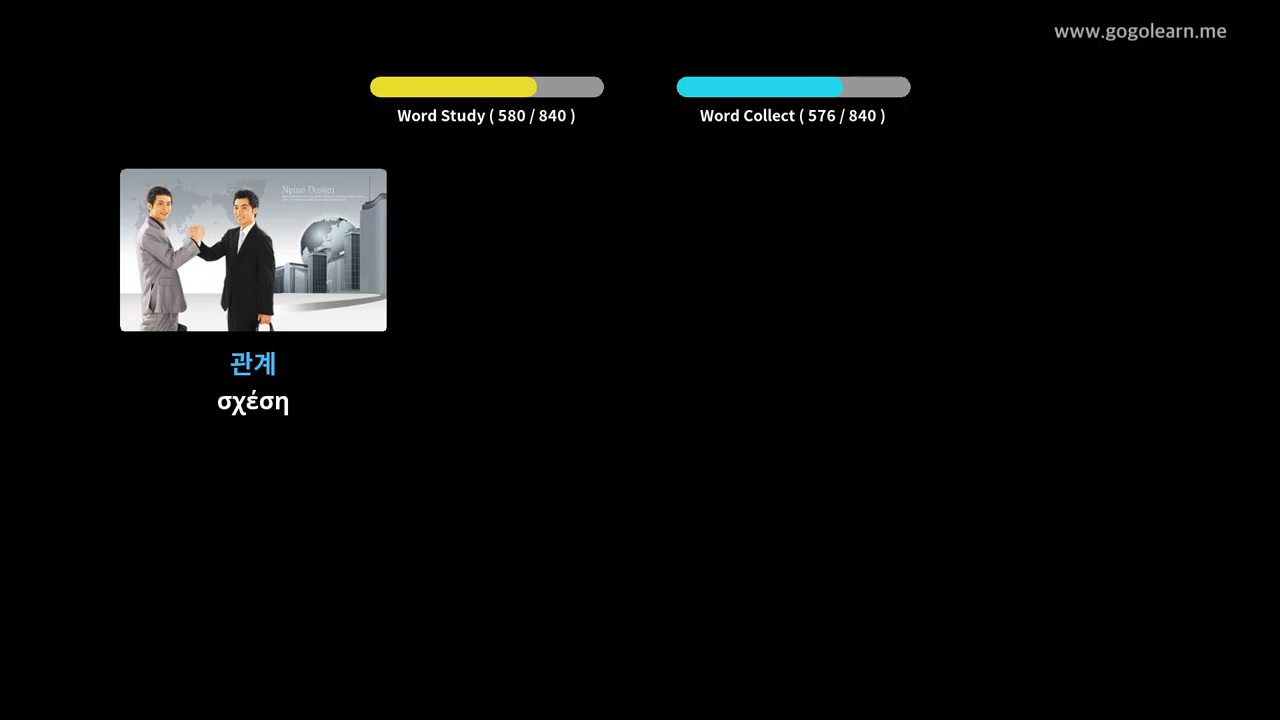 www.gogolearn.me
Word Study ( 580 / 840 )
Word Collect ( 576 / 840 )
Npine Design
관계
σχέση